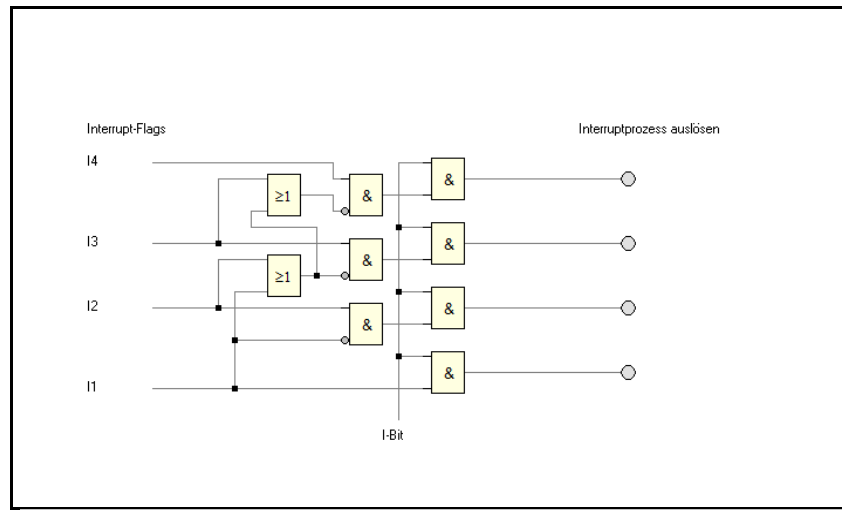 Interrupt-Flags
Interruptprozess auslösen
I4
&
≥1
&
I3
&
&
≥1
I2
&
&
I1
&
I-Bit